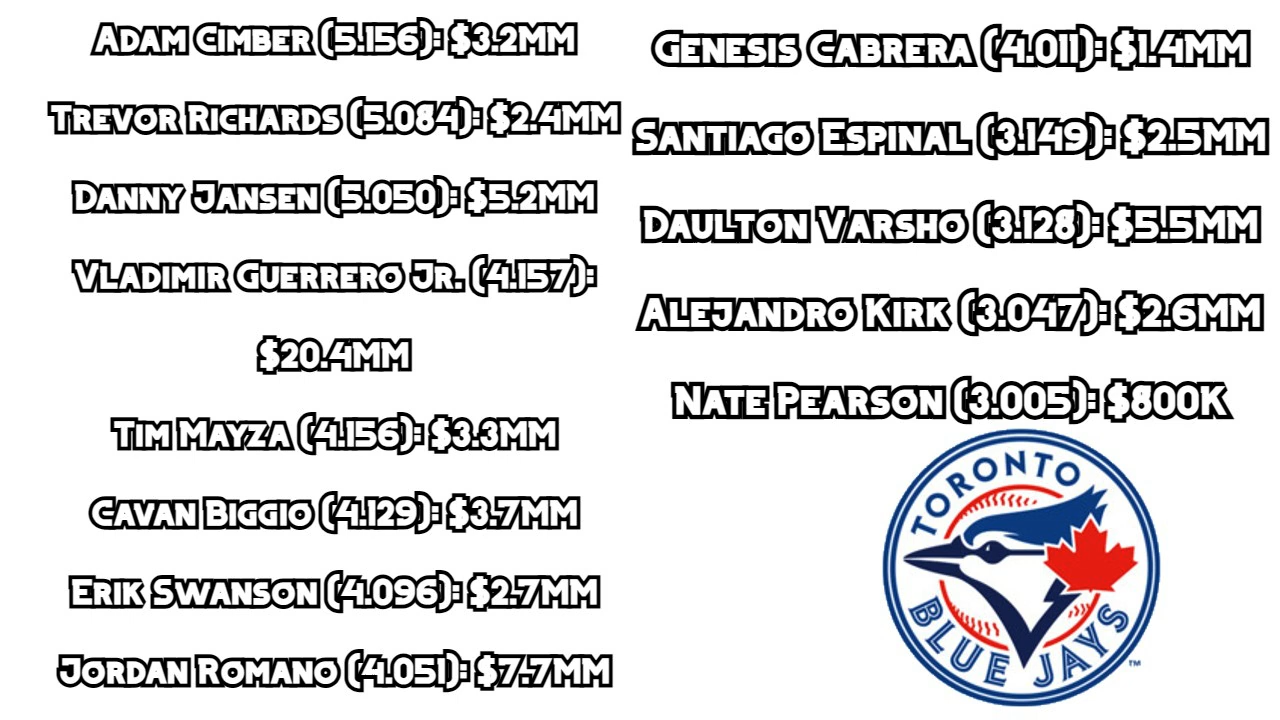 Adam Cimber (5.156): $3.2MM
Trevor Richards (5.084): $2.4MM
Danny Jansen (5.050): $5.2MM
Vladimir Guerrero Jr. (4.157):
$20.4MM
Tim Mayza (4.156): $3.3MM
Cavan Biggio (4.129): $3.7MM
Erik Swanson (4.096): $2.7MM
Jordan Romano (4.051): $7.7MM
Genesis Cabrera (4.011): $1.4MM
Santiago Espinal (3.149): $2.5MM
Daulton Varsho (3.128): $5.5MM
Alejandro Kirk (3.047): $2.6MM
Nate Pearson (3.005): $800K
TORONTO
BLUE JAYS
TM